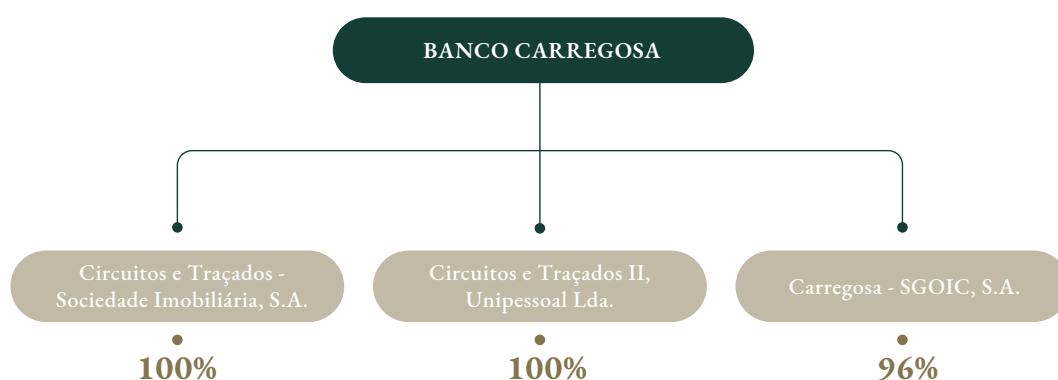 BANCO CARREGOSA
Circuitos e Traçados -
Sociedade Imobiliária, S.A.
100%
Circuitos e Traçados II,
Unipessoal Lda.
100%
Carregosa - SGOIC, S.A.
96%